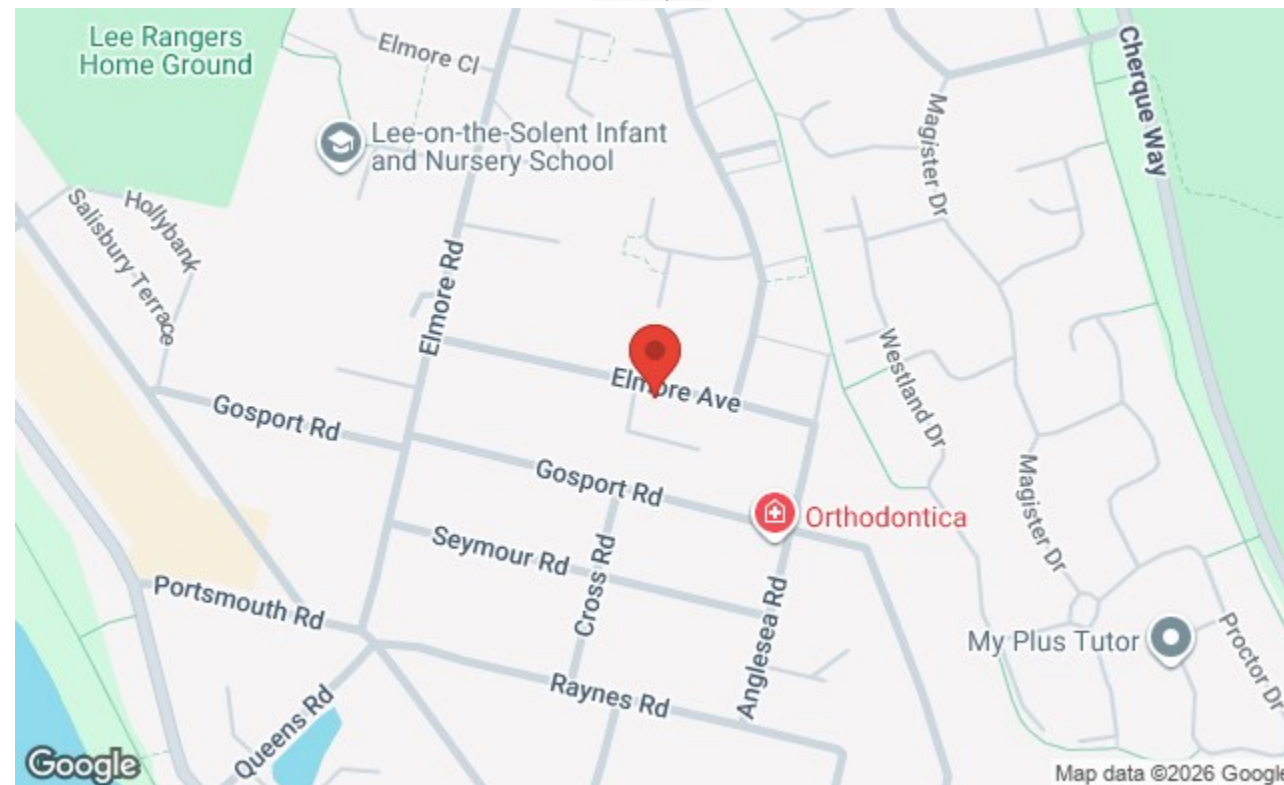 Lee Rangers
Home Ground
Elmore Cl
Cherque Way
Magister Dr
Lee-on-the-Solent Infant
and Nursery School
Hollybank
Salisbury Terrace
Elmore Rd
Westland Dr
Elmore Ave
Gosport Rd
Gosport Rd
Magister Dr
Orthodontica
Seymour Rd
Cross Rd
Portsmouth Rd
Anglesea Rd
My Plus Tutor
Proctor Dr
Raynes Rd
Queens Rd
Google
Map data ©2026 Google